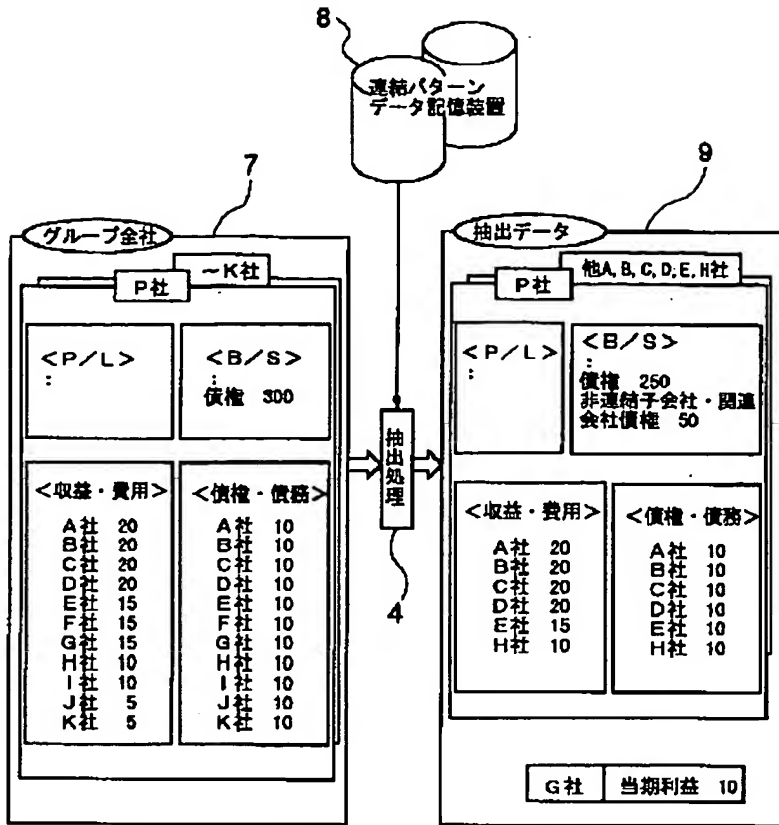 8
連結パターン
データ記憶装置
7
グループ全社
~K社
P社
<P/L>
:
<B/S>
:
債権 300
<収益・費用>
A社 20
B社 20
C社 20
D社 20
E社 15
F社 15
G社 15
H社 10
I社 10
J社 5
K社 5
<債権・債務>
A社 10
B社 10
C社 10
D社 10
E社 10
F社 10
G社 10
H社 10
I社 10
J社 10
K社 10
抽出処理
4
9
抽出データ
他A,B,C,D,E,H社
P社
<P/L>
:
<B/S>
:
債権 250
非連結子会社・関連
会社債権 50
<収益・費用>
A社 20
B社 20
C社 20
D社 20
E社 15
H社 10
<債権・債務>
A社 10
B社 10
C社 10
D社 10
E社 10
H社 10
G社 当期利益 10